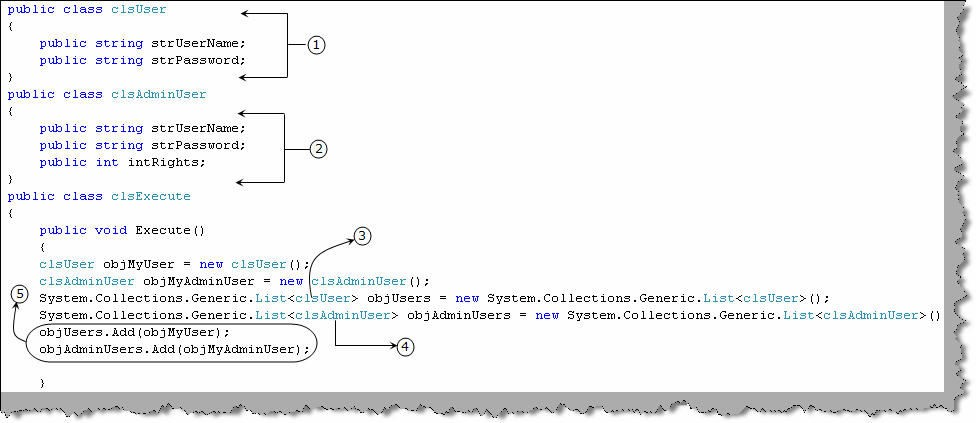 public class clsUser
{
public string strUserName;
public string strPassword;
}
1
public class clsAdminUser
{
public string strUserName;
public string strPassword;
public int intRights;
}
2
public class clsExecute
{
public void Execute()
{
3
clsUser objMyUser = new clsUser();
clsAdminUser objMyAdminUser = new clsAdminUser();
5
System.Collections.Generic.List<clsUser> objUsers = new System.Collections.Generic.List<clsUser>();
System.Collections.Generic.List<clsAdminUser> objAdminUsers = new System.Collections.Generic.List<clsAdminUser>()
objUsers.Add(objMyUser);
objAdminUsers.Add(objMyAdminUser);
4
}